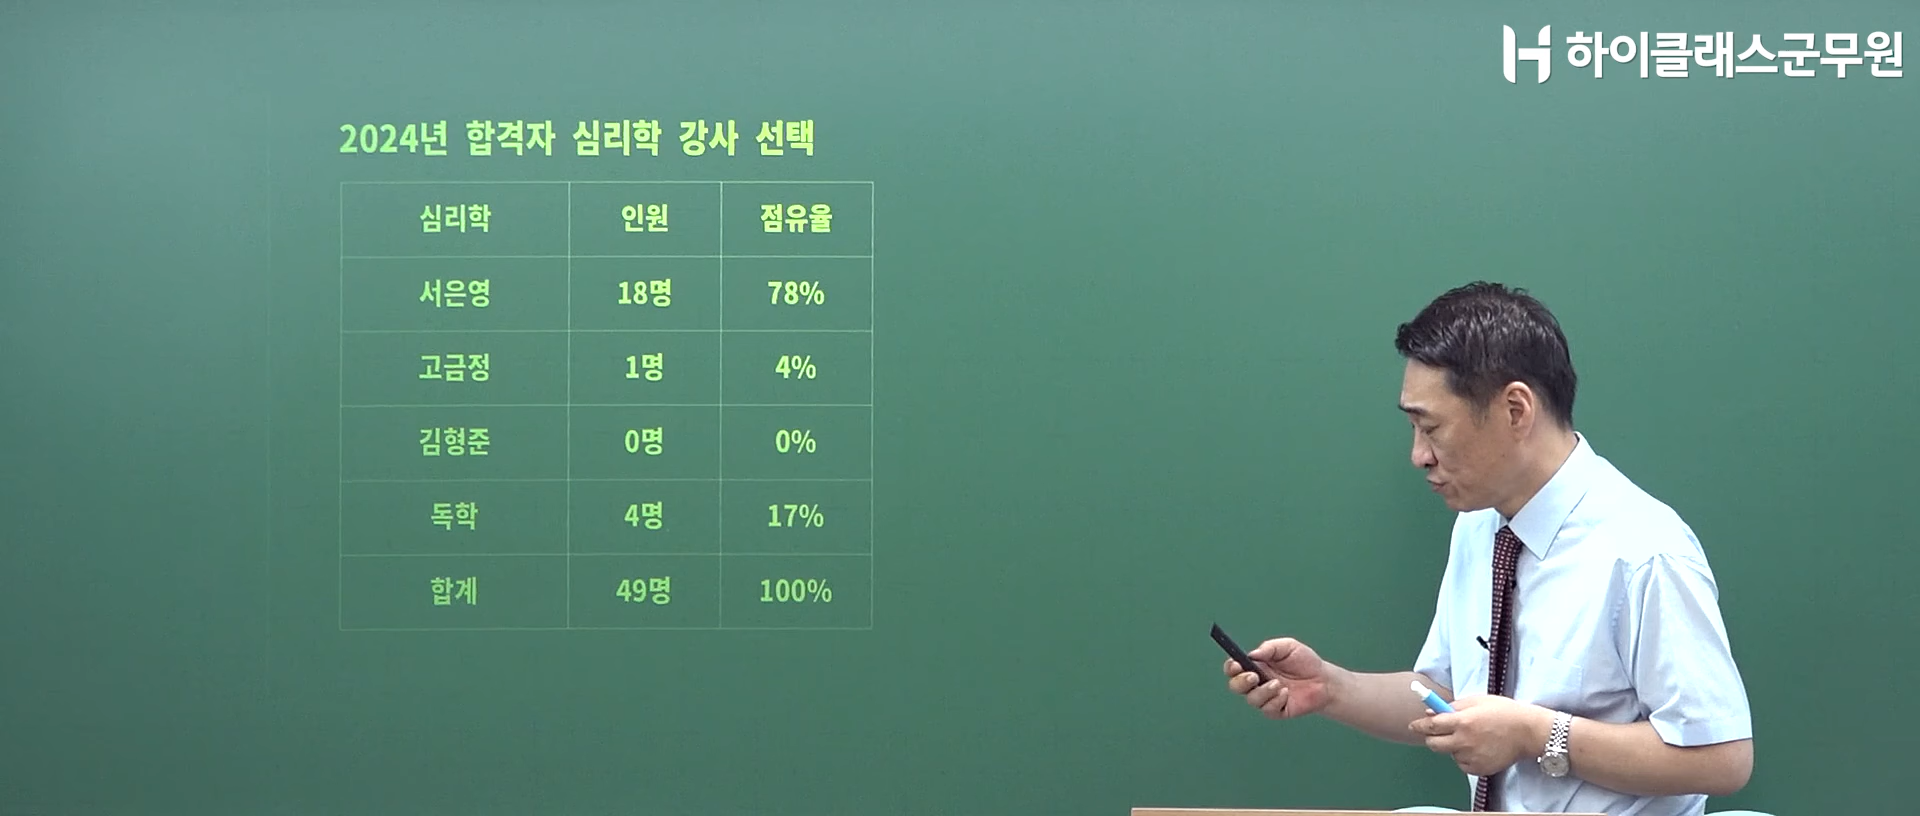 하이클래스군무원
2024년 합격자 심리학 강사 선택
심리학 인원 점유율
서은영 18명 78%
고금정 1명 4%
김형준 0명 0%
독학 4명 17%
합계 49명 100%